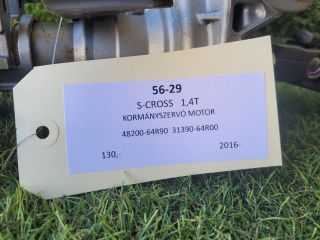 56-29
S-CROSS 1,4T
KORMÁNYSZERVÓ MOTOR
48200-64R90 31390-64R00
130,- 2016-